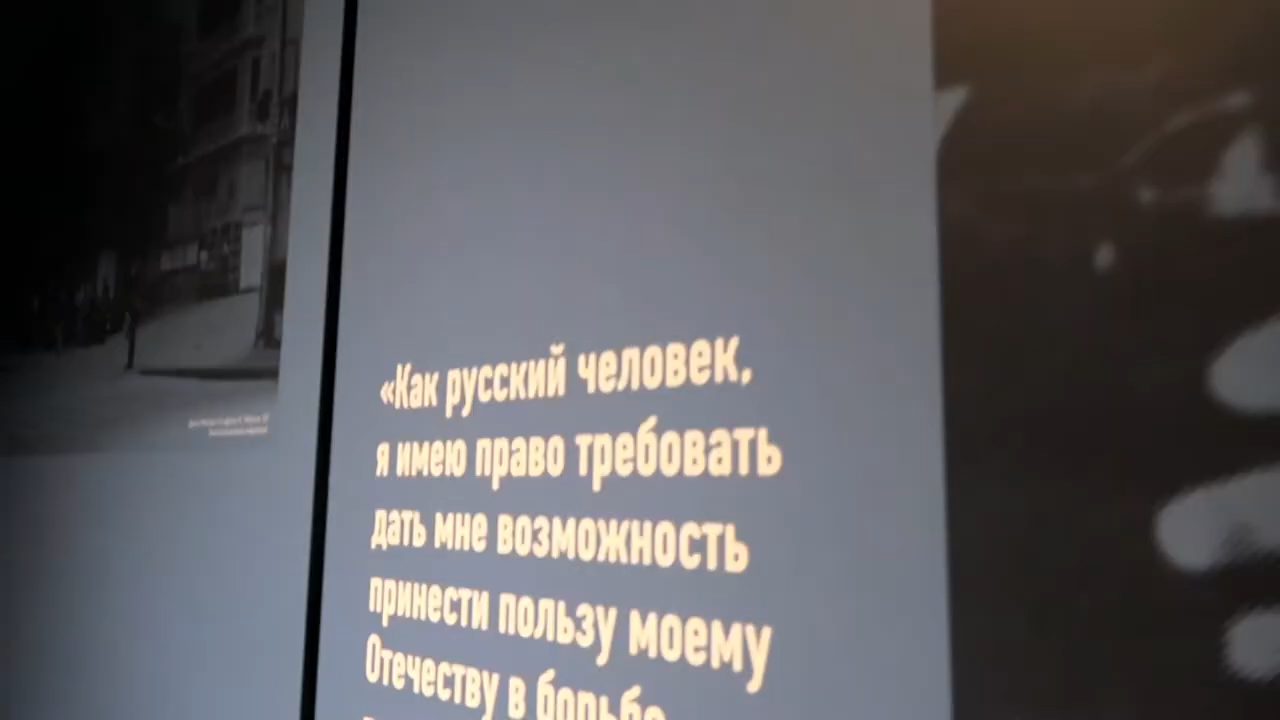 «Как русский человек,
я имею право требовать
дать мне возможность
принести пользу моему
Отечеству в борьбе